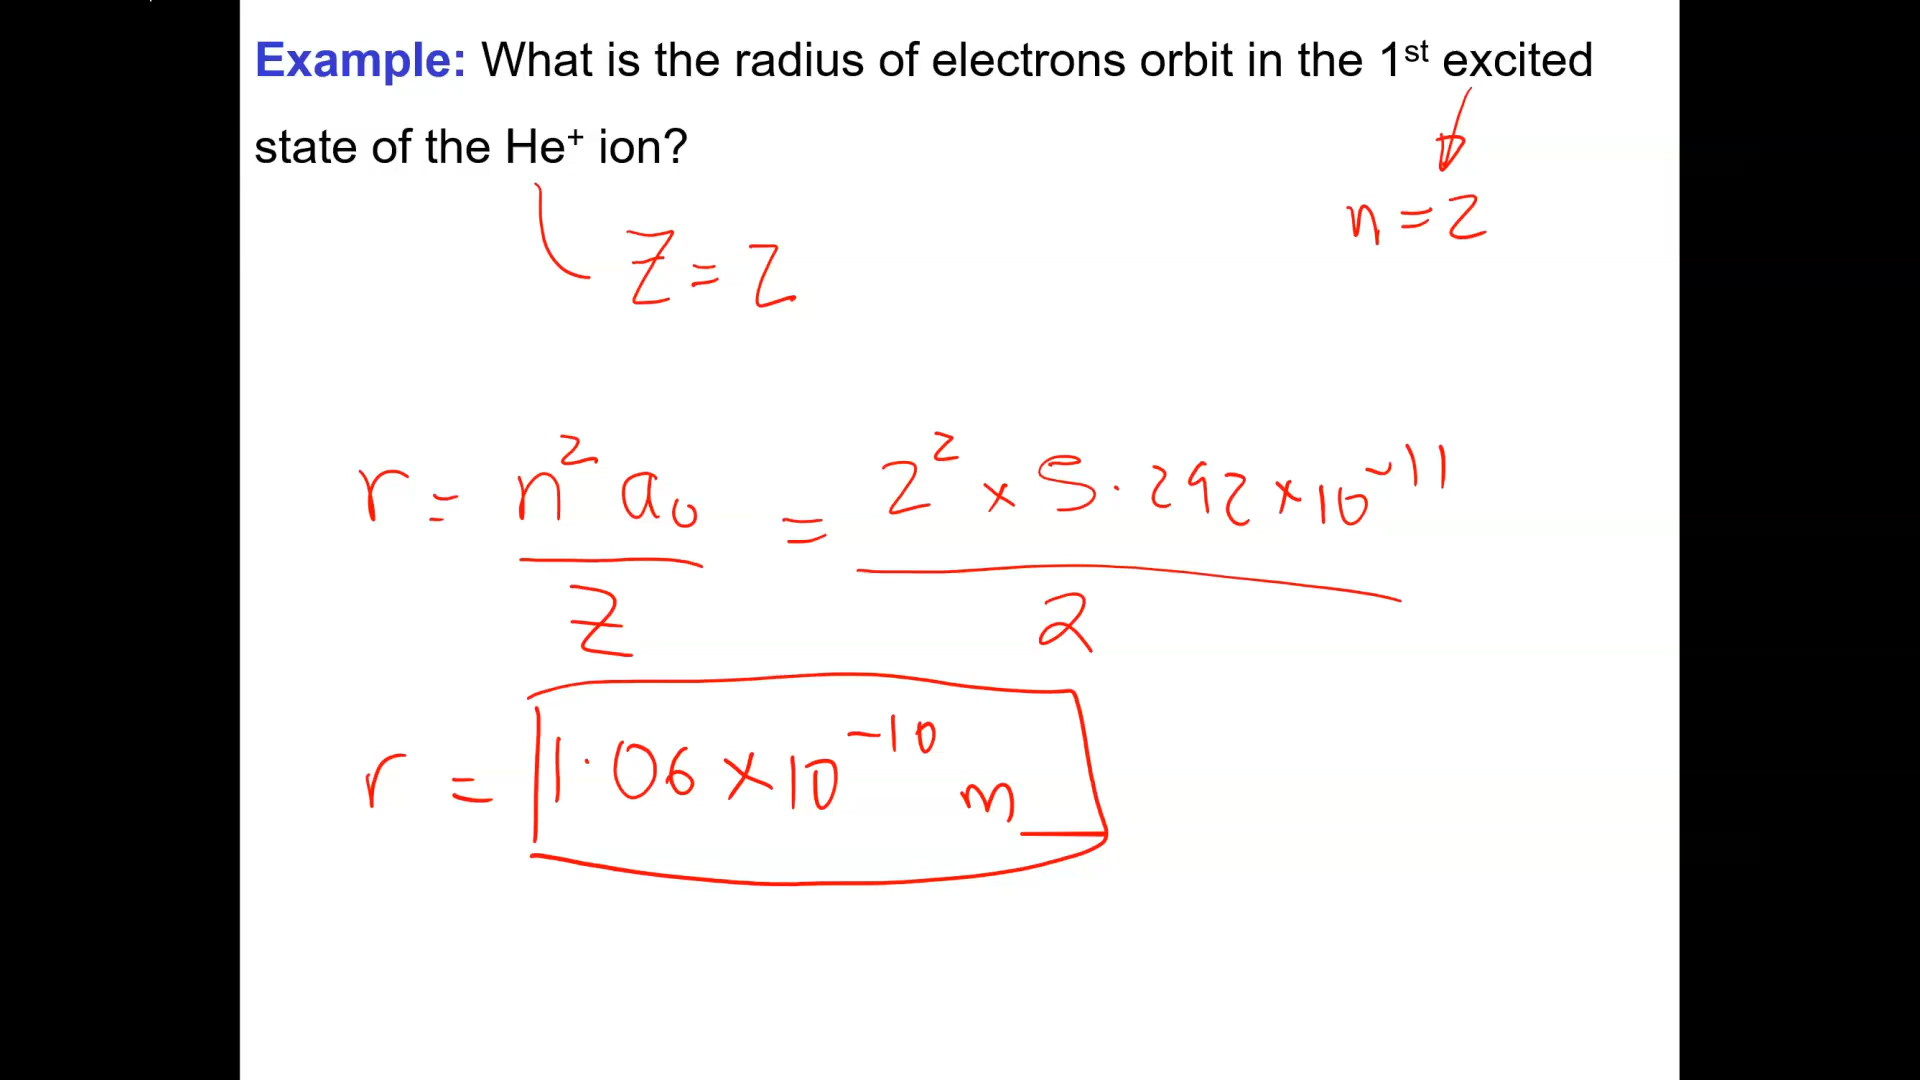 Example: What is the radius of electrons orbit in the 1st excited
state of the He+ ion?
n = 2
Z = 2
r = n² a₀ / Z = 2² × 5.292 × 10⁻¹¹ / 2
r = 1.06 × 10⁻¹⁰ m